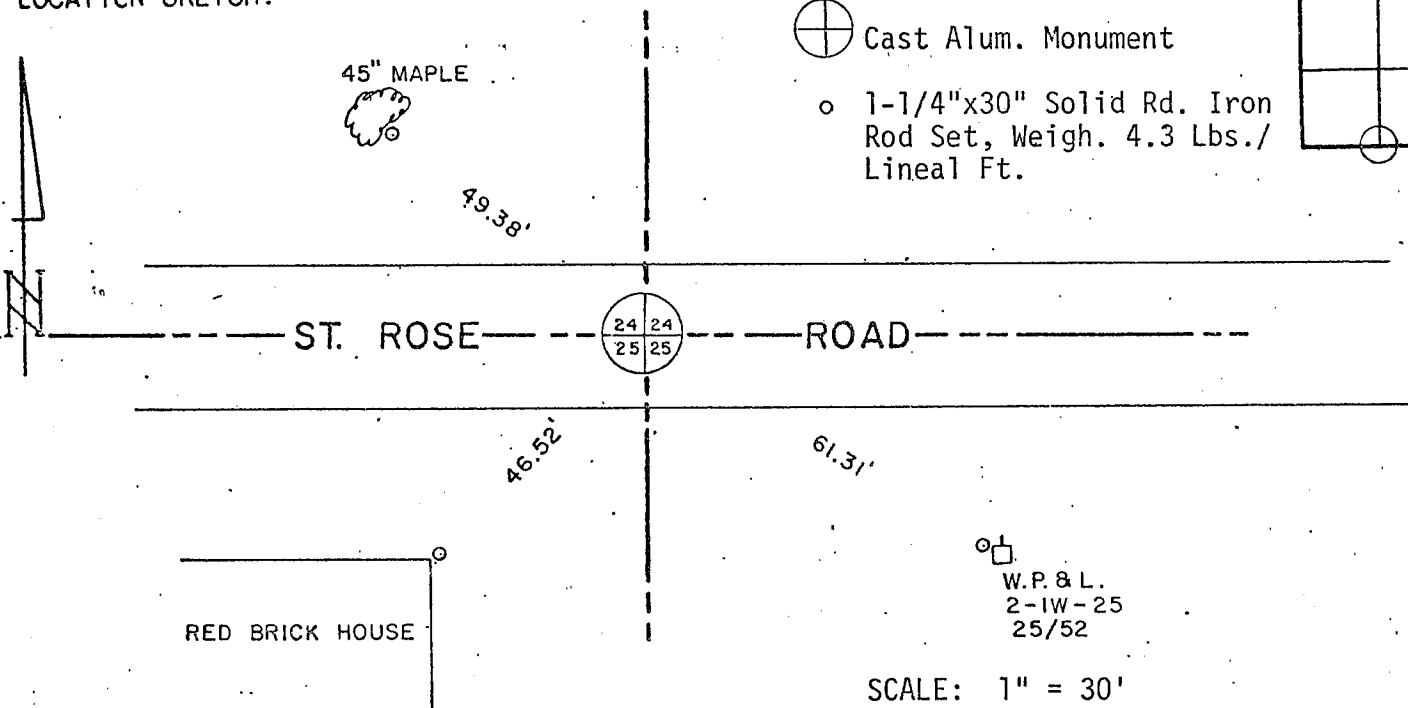 LOCATION SKETCH:
Cast Alum. Monument
45" MAPLE
1-1/4"x30" Solid Rd. Iron
Rod Set, Weigh. 4.3 Lbs./
Lineal Ft.
49.38'
N
24 24
ST. ROSE ROAD
25 25
46.52'
61.31'
W.P. & L.
2-1W-25
25/52
RED BRICK HOUSE
SCALE: 1" = 30'